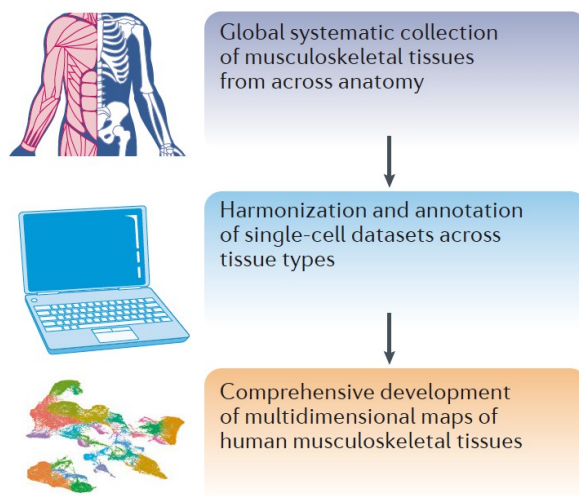 Global systematic collection
of musculoskeletal tissues
from across anatomy
Harmonization and annotation
of single-cell datasets across
tissue types
Comprehensive development
of multidimensional maps of
human musculoskeletal tissues